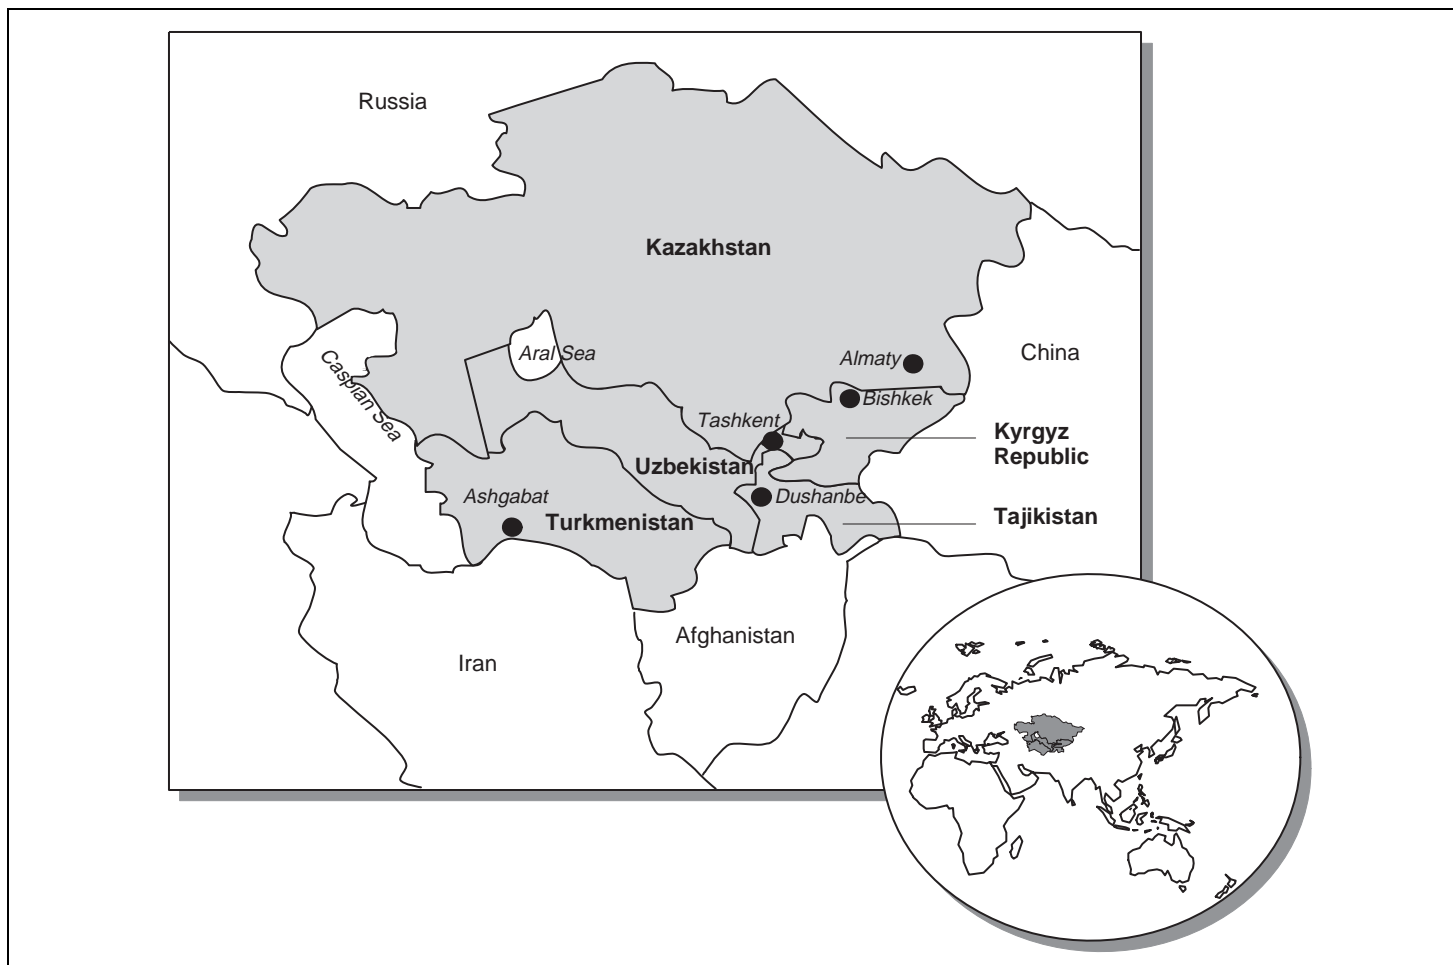 Russia
Kazakhstan
Aral Sea
Caspian Sea
Almaty
China
Bishkek
Tashkent
Kyrgyz
Republic
Uzbekistan
Ashgabat
Dushanbe
Turkmenistan
Tajikistan
Afghanistan
Iran